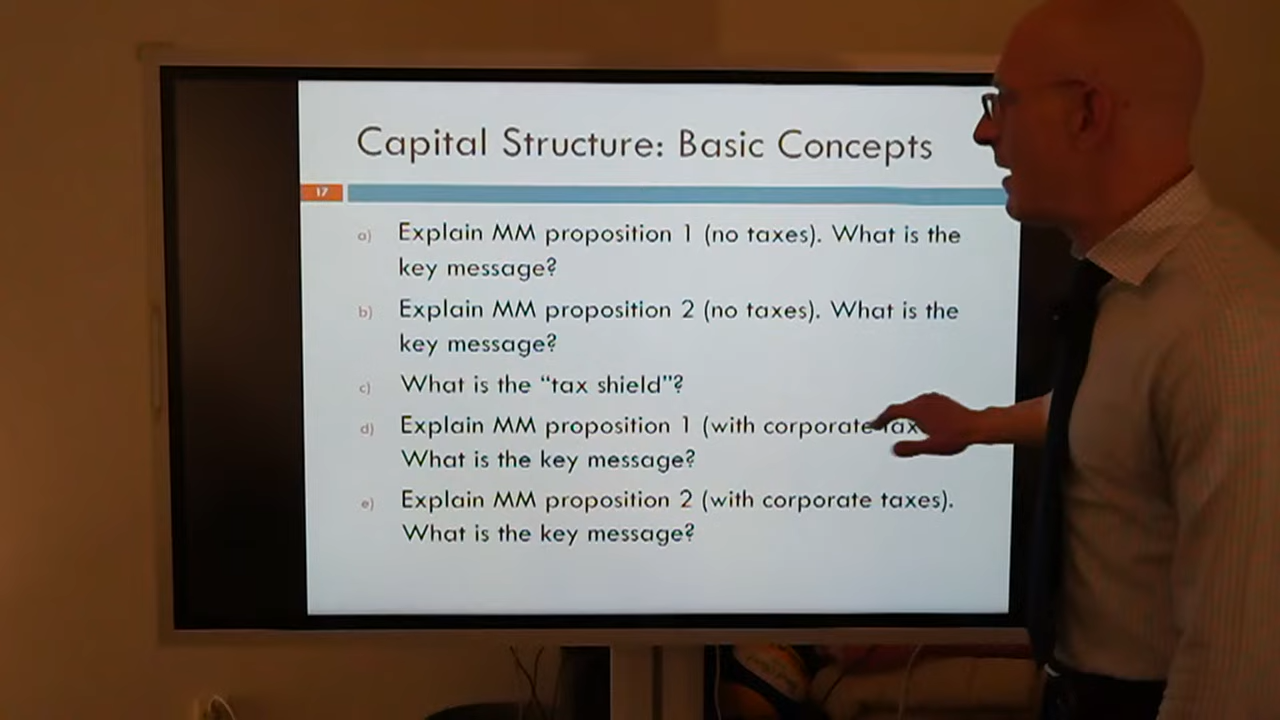 Capital Structure: Basic Concepts
17
a) Explain MM proposition 1 (no taxes). What is the
key message?
b) Explain MM proposition 2 (no taxes). What is the
key message?
c) What is the “tax shield”?
d) Explain MM proposition 1 (with corporate
What is the key message?
e) Explain MM proposition 2 (with corporate taxes).
What is the key message?